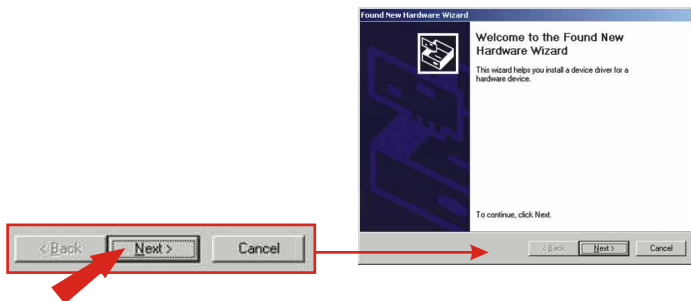 Found New Hardware Wizard
Welcome to the Found New
Hardware Wizard
This wizard helps you install a device driver for a
hardware device.
To continue, click Next.
< Back Next > Cancel
< Back Next > Cancel